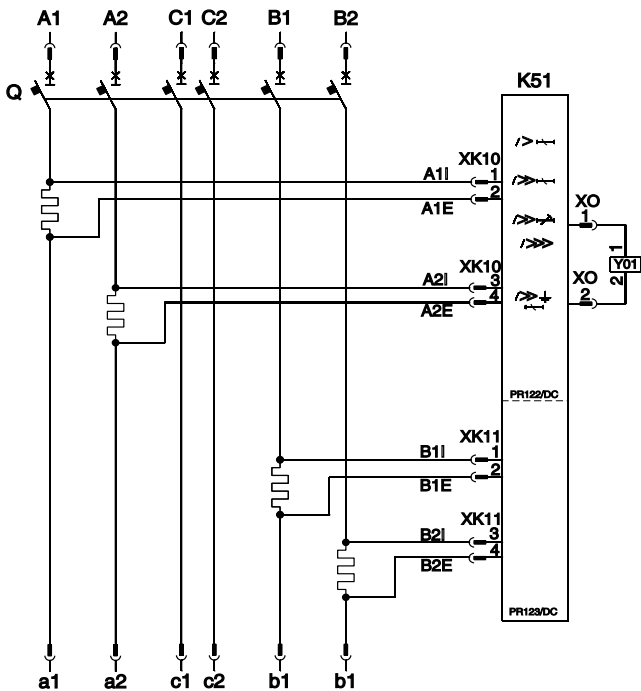 A1 A2 C1 C2 B1 B2
Q
K51
XK10
A1I 1
2
A1E
XO
1
1
Y01
2
XO
2
XK10
A2I 3
4
A2E
PR122/DC
XK11
B1I 1
2
B1E
XK11
B2I 3
4
B2E
PR123/DC
a1 a2 c1 c2 b1 b1